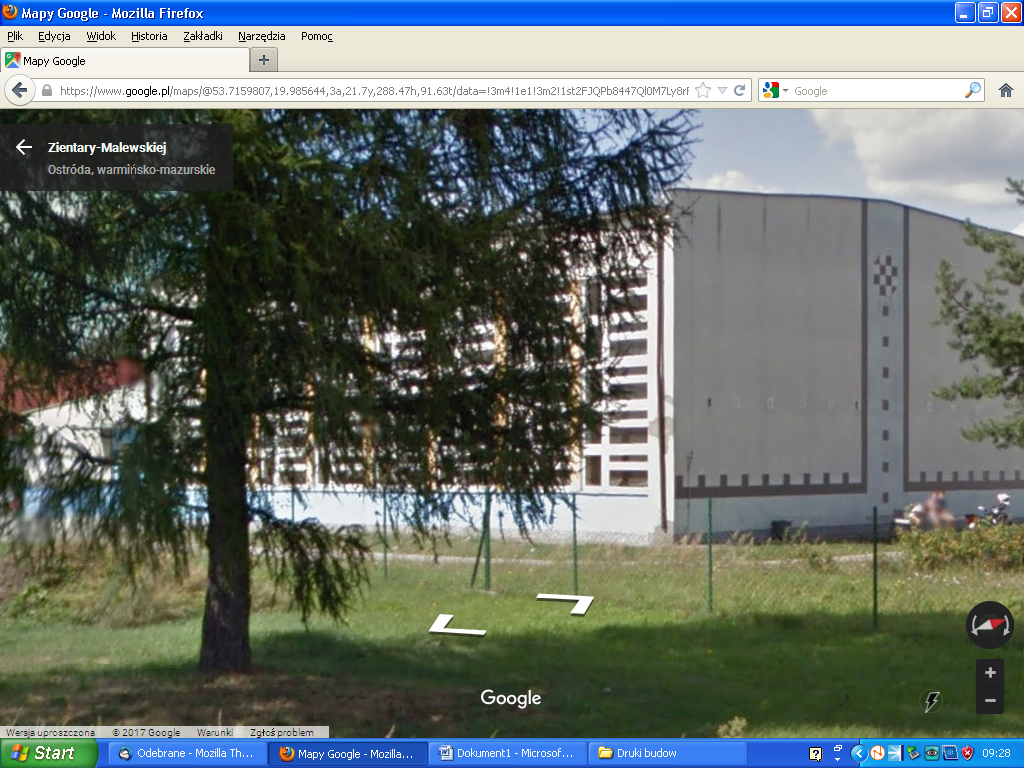 Mapy Google - Mozilla Firefox
Plik Edycja Widok Historia Zakładki Narzędzia Pomoc
Mapy Google
https://www.google.pl/maps/@53.7159807,19.985644,3a,21.7y,288.47h,91.63t/data=!3m4!1e1!3m2!1st2FJQPb8447Ql0M7Ly8rf
Google
Zientary-Malewskiej
Ostróda, warmińsko-mazurskie
Google
Wersja uproszczona © 2017 Google Warunki Zgłoś problem
Start
Odebrane - Mozilla Th...
Mapy Google - Mozilla...
Dokument1 - Microsof...
Druki budow
09:28